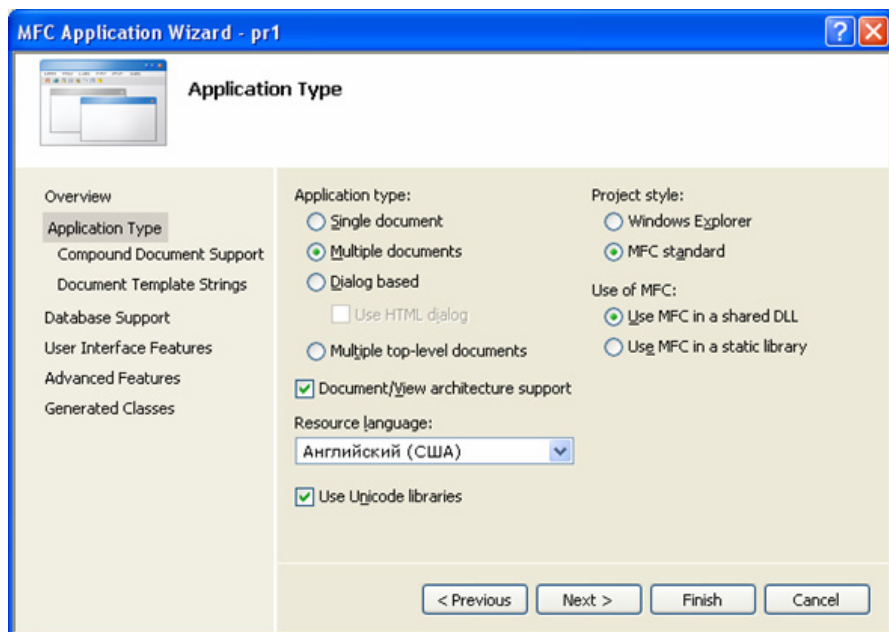 MFC Application Wizard - pr1
Application Type
Overview
Application Type
Compound Document Support
Document Template Strings
Database Support
User Interface Features
Advanced Features
Generated Classes
Application type:
Single document
Multiple documents
Dialog based
Use HTML dialog
Multiple top-level documents
Document/View architecture support
Resource language:
Английский (США)
Use Unicode libraries
Project style:
Windows Explorer
MFC standard
Use of MFC:
Use MFC in a shared DLL
Use MFC in a static library
< Previous
Next >
Finish
Cancel